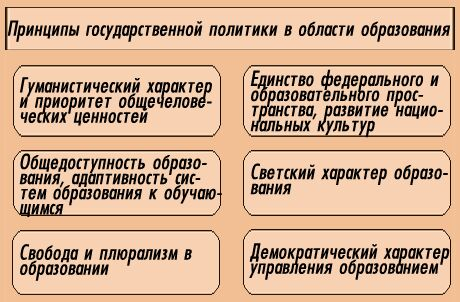 Принципы государственной политики в области образования
Гуманистический характер
и приоритет общечелове-
ческих ценностей
Единство федерального и
образовательного прос-
транства, развитие нацио-
нальных культур
Общедоступность образо-
вания, адаптивность сис-
тем образования к обучаю-
щимся
Светский характер образо-
вания
Свобода и плюрализм в
образовании
Демократический характер
управления образованием